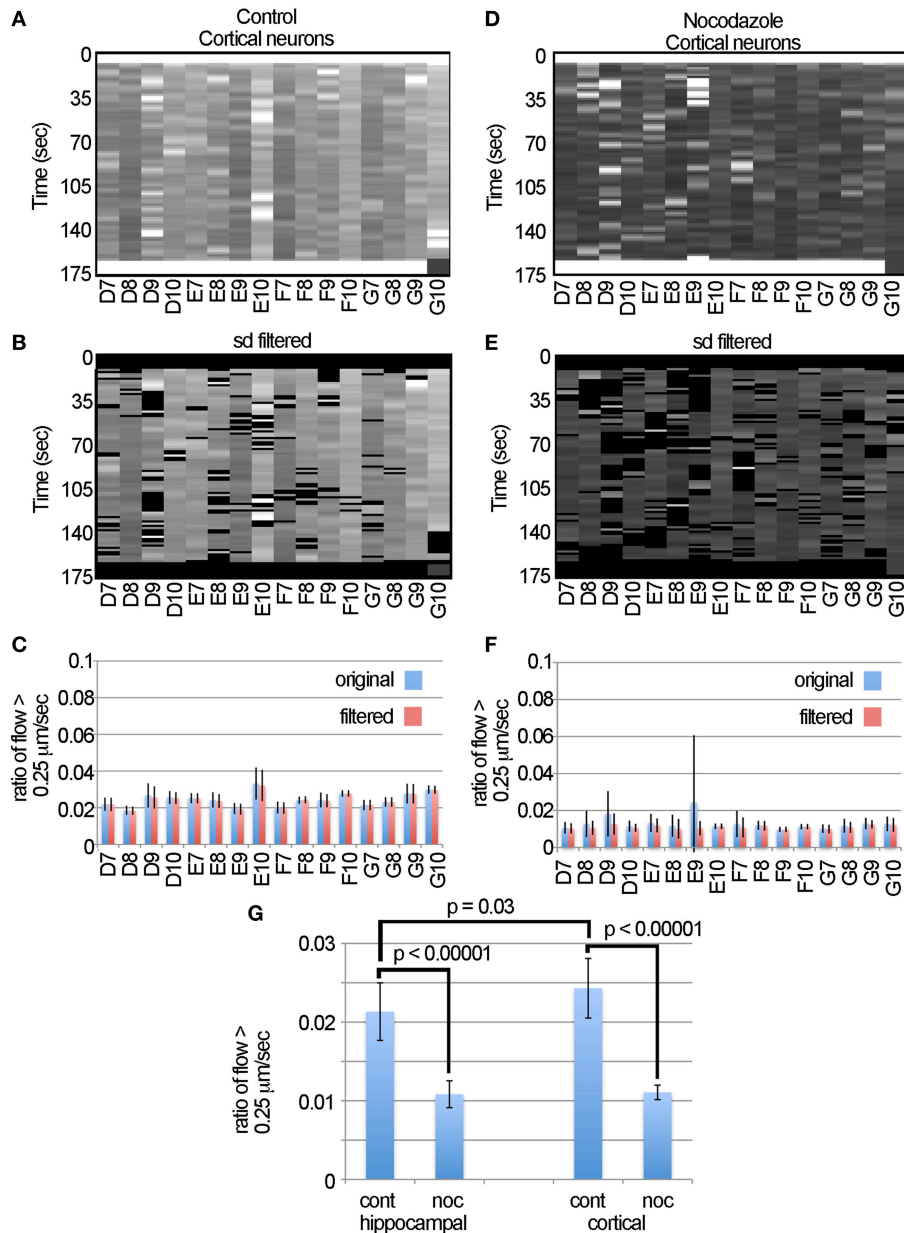 A
Control
Cortical neurons
Time (sec)
0
35
70
105
140
175
D7 D8 D9 D10 E7 E8 E9 E10 F7 F8 F9 F10 G7 G8 G9 G10
B
sd filtered
Time (sec)
0
35
70
105
140
175
D7 D8 D9 D10 E7 E8 E9 E10 F7 F8 F9 F10 G7 G8 G9 G10
C
ratio of flow >
0.25 μm/sec
0.1
0.08
0.06
0.04
0.02
0
original
filtered
D7 D8 D9 D10 E7 E8 E9 E10 F7 F8 F9 F10 G7 G8 G9 G10
D
Nocodazole
Cortical neurons
Time (sec)
0
35
70
105
140
175
D7 D8 D9 D10 E7 E8 E9 E10 F7 F8 F9 F10 G7 G8 G9 G10
E
sd filtered
Time (sec)
0
35
70
105
140
175
D7 D8 D9 D10 E7 E8 E9 E10 F7 F8 F9 F10 G7 G8 G9 G10
F
ratio of flow >
0.25 μm/sec
0.1
0.08
0.06
0.04
0.02
0
original
filtered
D7 D8 D9 D10 E7 E8 E9 E10 F7 F8 F9 F10 G7 G8 G9 G10
G
p = 0.03
p < 0.00001
p < 0.00001
ratio of flow >
0.25 μm/sec
0.03
0.02
0.01
0
cont noc cont noc
hippocampal cortical